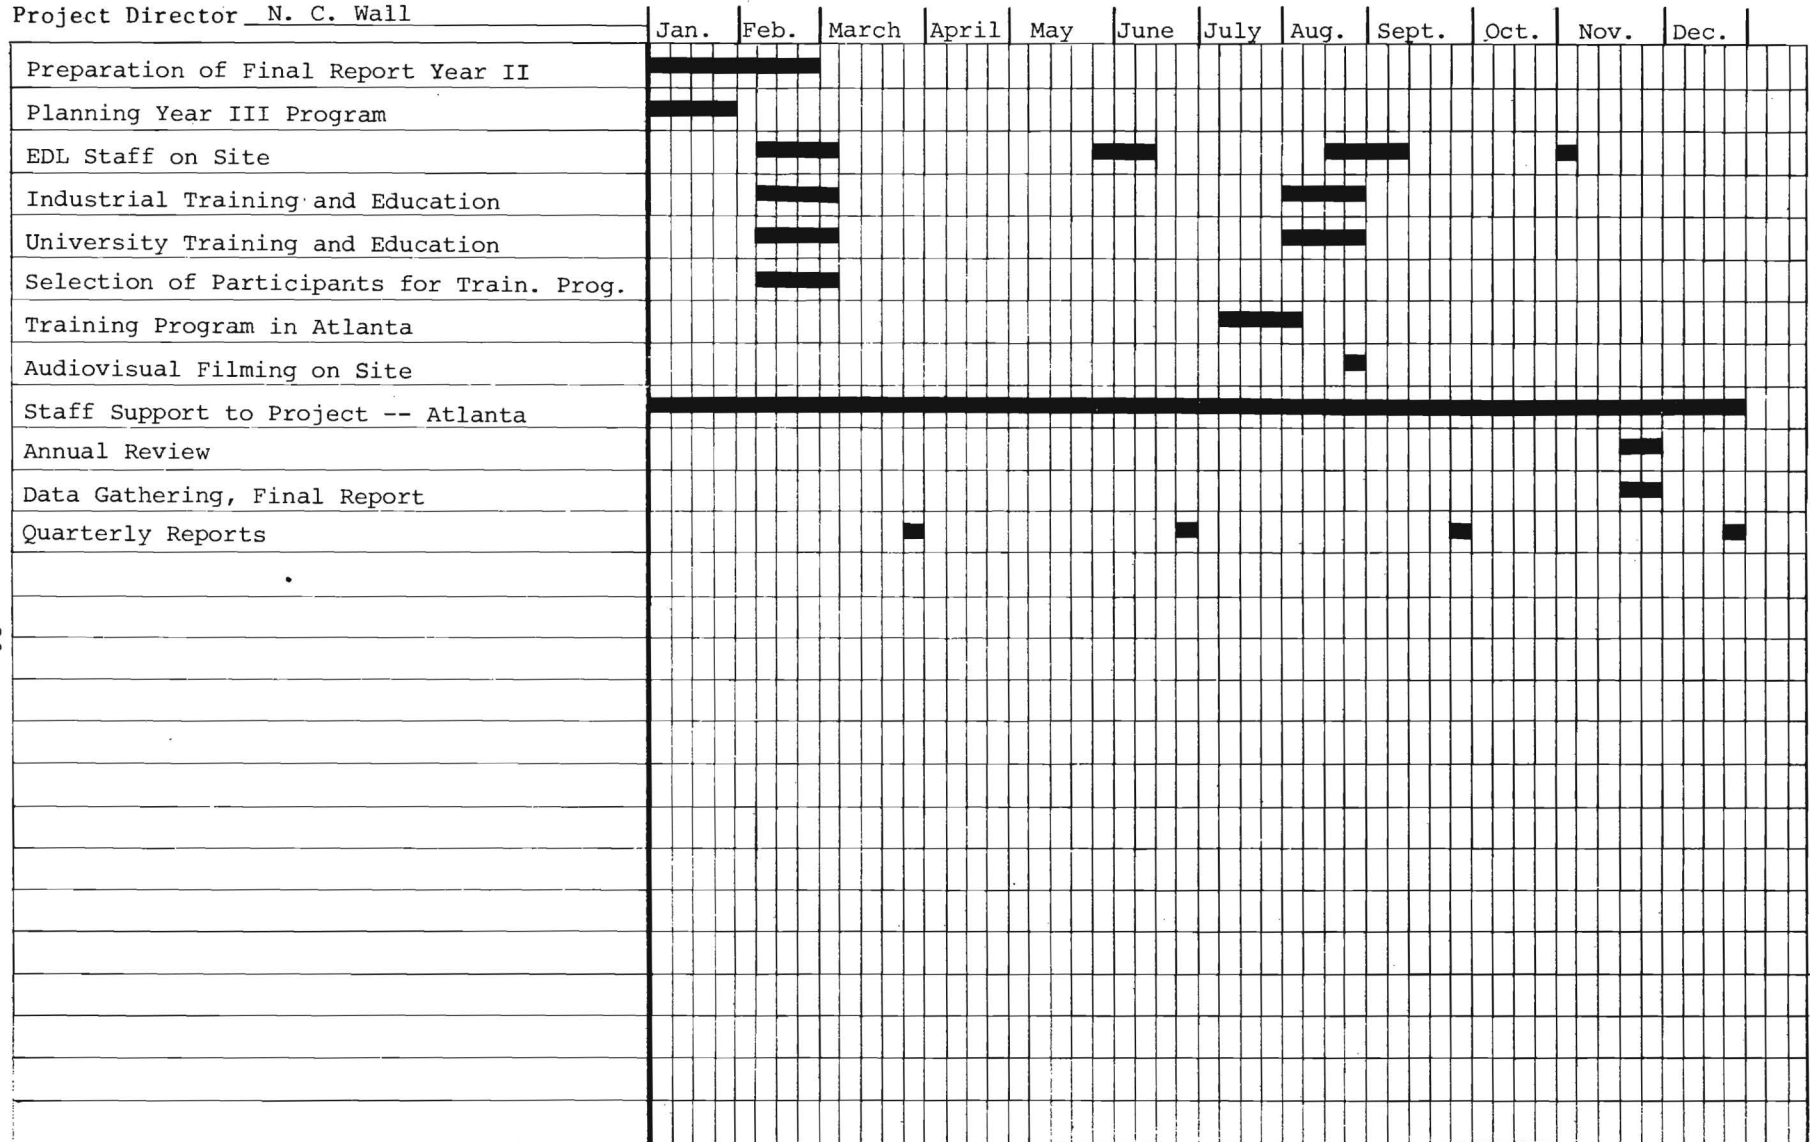 Project Director N. C. Wall
Jan. Feb. March April May June July Aug. Sept. Oct. Nov. Dec.
Preparation of Final Report Year II
Planning Year III Program
EDL Staff on Site
Industrial Training and Education
University Training and Education
Selection of Participants for Train. Prog.
Training Program in Atlanta
Audiovisual Filming on Site
Staff Support to Project -- Atlanta
Annual Review
Data Gathering, Final Report
Quarterly Reports